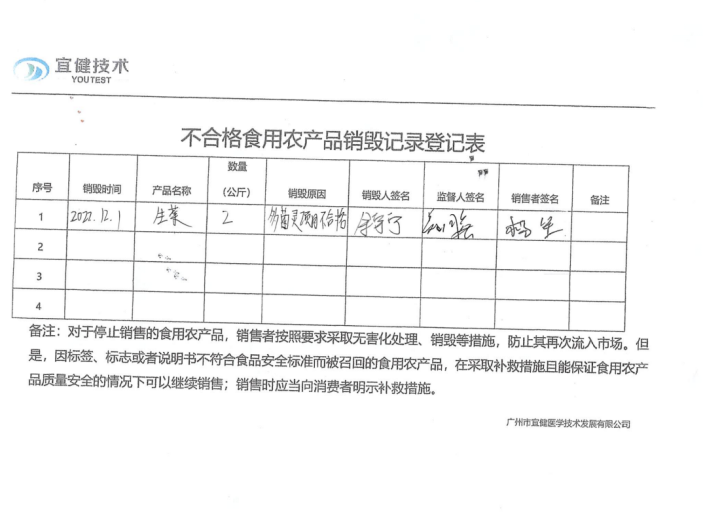 宜健技术
YOUTEST
不合格食用农产品销毁记录登记表
序号 销毁时间 产品名称 数量（公斤） 销毁原因 销毁人签名 监督人签名 销售者签名 备注
1 2022.12.1 生菜 2 多菌灵项目不合格
2
3
4
备注：对于停止销售的食用农产品，销售者按照要求采取无害化处理、销毁等措施，防止其再次流入市场。但
是，因标签、标志或者说明书不符合食品安全标准而被召回的食用农产品，在采取补救措施且能保证食用农产
品质量安全的情况下可以继续销售；销售时应当向消费者明示补救措施。
广州市宜健医学技术发展有限公司